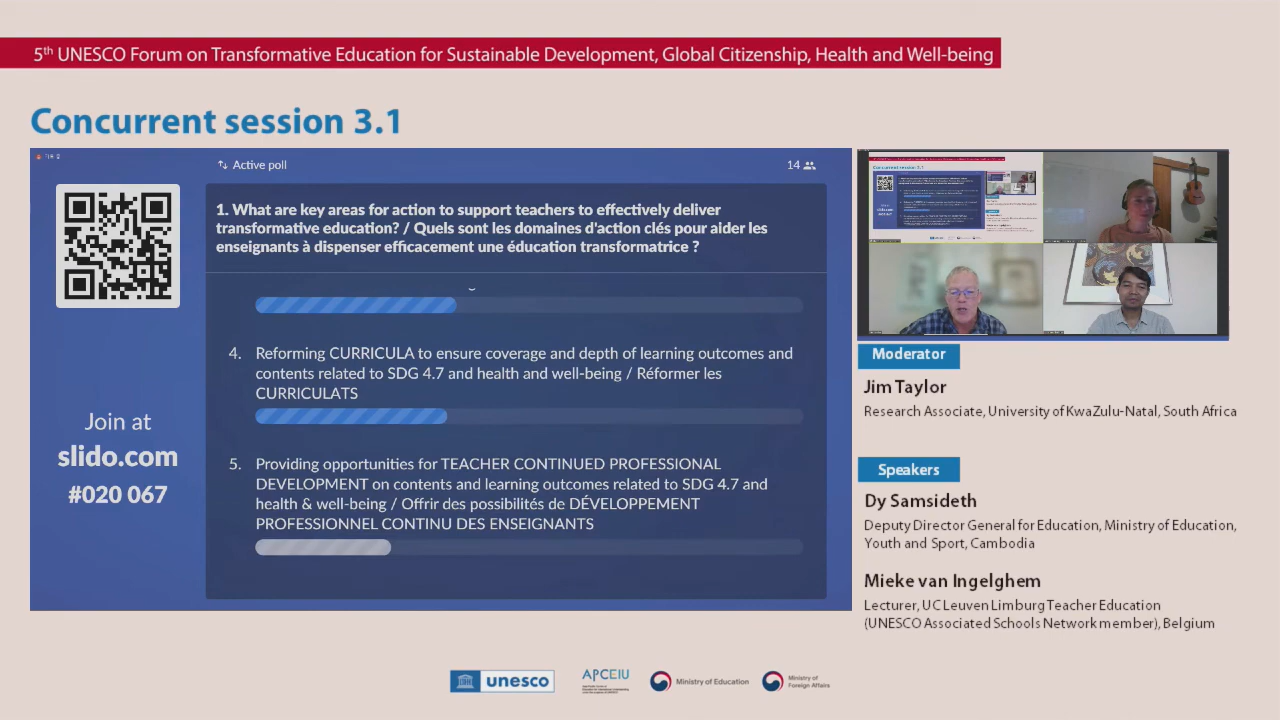 5th UNESCO Forum on Transformative Education for Sustainable Development, Global Citizenship, Health and Well-being
Concurrent session 3.1
Active poll
14
1. What are key areas for action to support teachers to effectively deliver
transformative education? / Quels sont les domaines d'action clés pour aider les
enseignants à dispenser efficacement une éducation transformatrice ?
4. Reforming CURRICULA to ensure coverage and depth of learning outcomes and
contents related to SDG 4.7 and health and well-being / Réformer les
CURRICULATS
5. Providing opportunities for TEACHER CONTINUED PROFESSIONAL
DEVELOPMENT on contents and learning outcomes related to SDG 4.7 and
health & well-being / Offrir des possibilités de DÉVELOPPEMENT
PROFESSIONNEL CONTINU DES ENSEIGNANTS
Join at
slido.com
#020 067
Moderator
Jim Taylor
Research Associate, University of KwaZulu-Natal, South Africa
Speakers
Dy Samsideth
Deputy Director General for Education, Ministry of Education,
Youth and Sport, Cambodia
Mieke van Ingelghem
Lecturer, UC Leuven Limburg Teacher Education
(UNESCO Associated Schools Network member), Belgium
unesco
APCEIU
Ministry of Education
Ministry of
Foreign Affairs